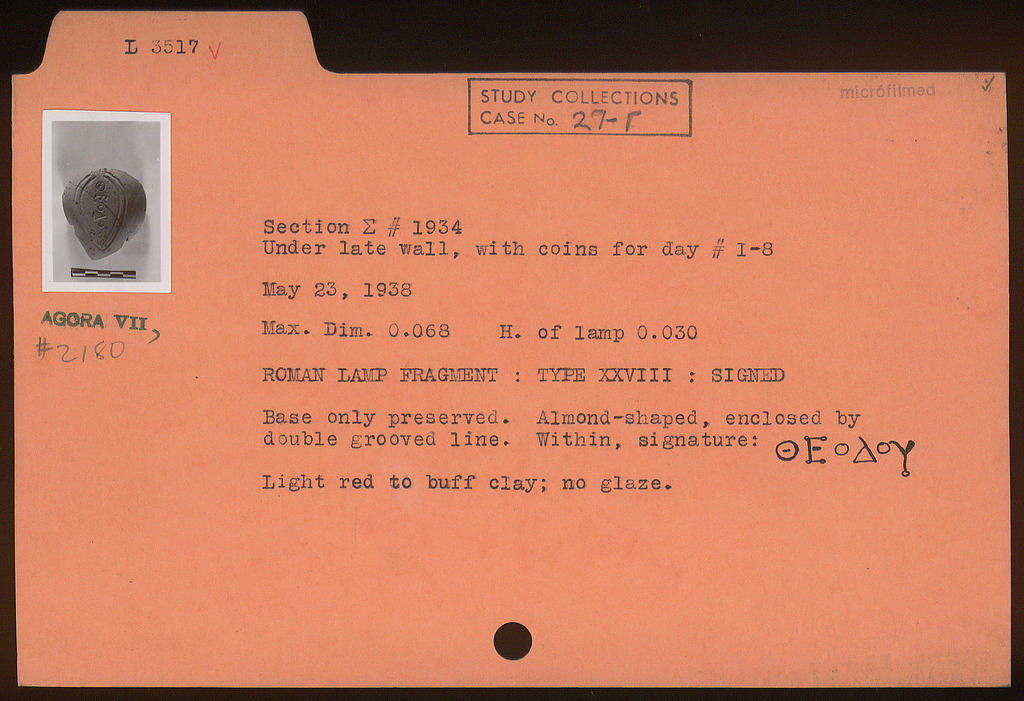 L 3517 ✓
microfilmed ✓
STUDY COLLECTIONS
CASE No. 27-Γ
Section Σ # 1934
Under late wall, with coins for day # 1-8
May 23, 1938
Max. Dim. 0.068 H. of lamp 0.030
ROMAN LAMP FRAGMENT : TYPE XXVIII : SIGNED
Base only preserved. Almond-shaped, enclosed by
double grooved line. Within, signature: ΘΕΟΔΟΥ
Light red to buff clay; no glaze.
AGORA VII,
#2180